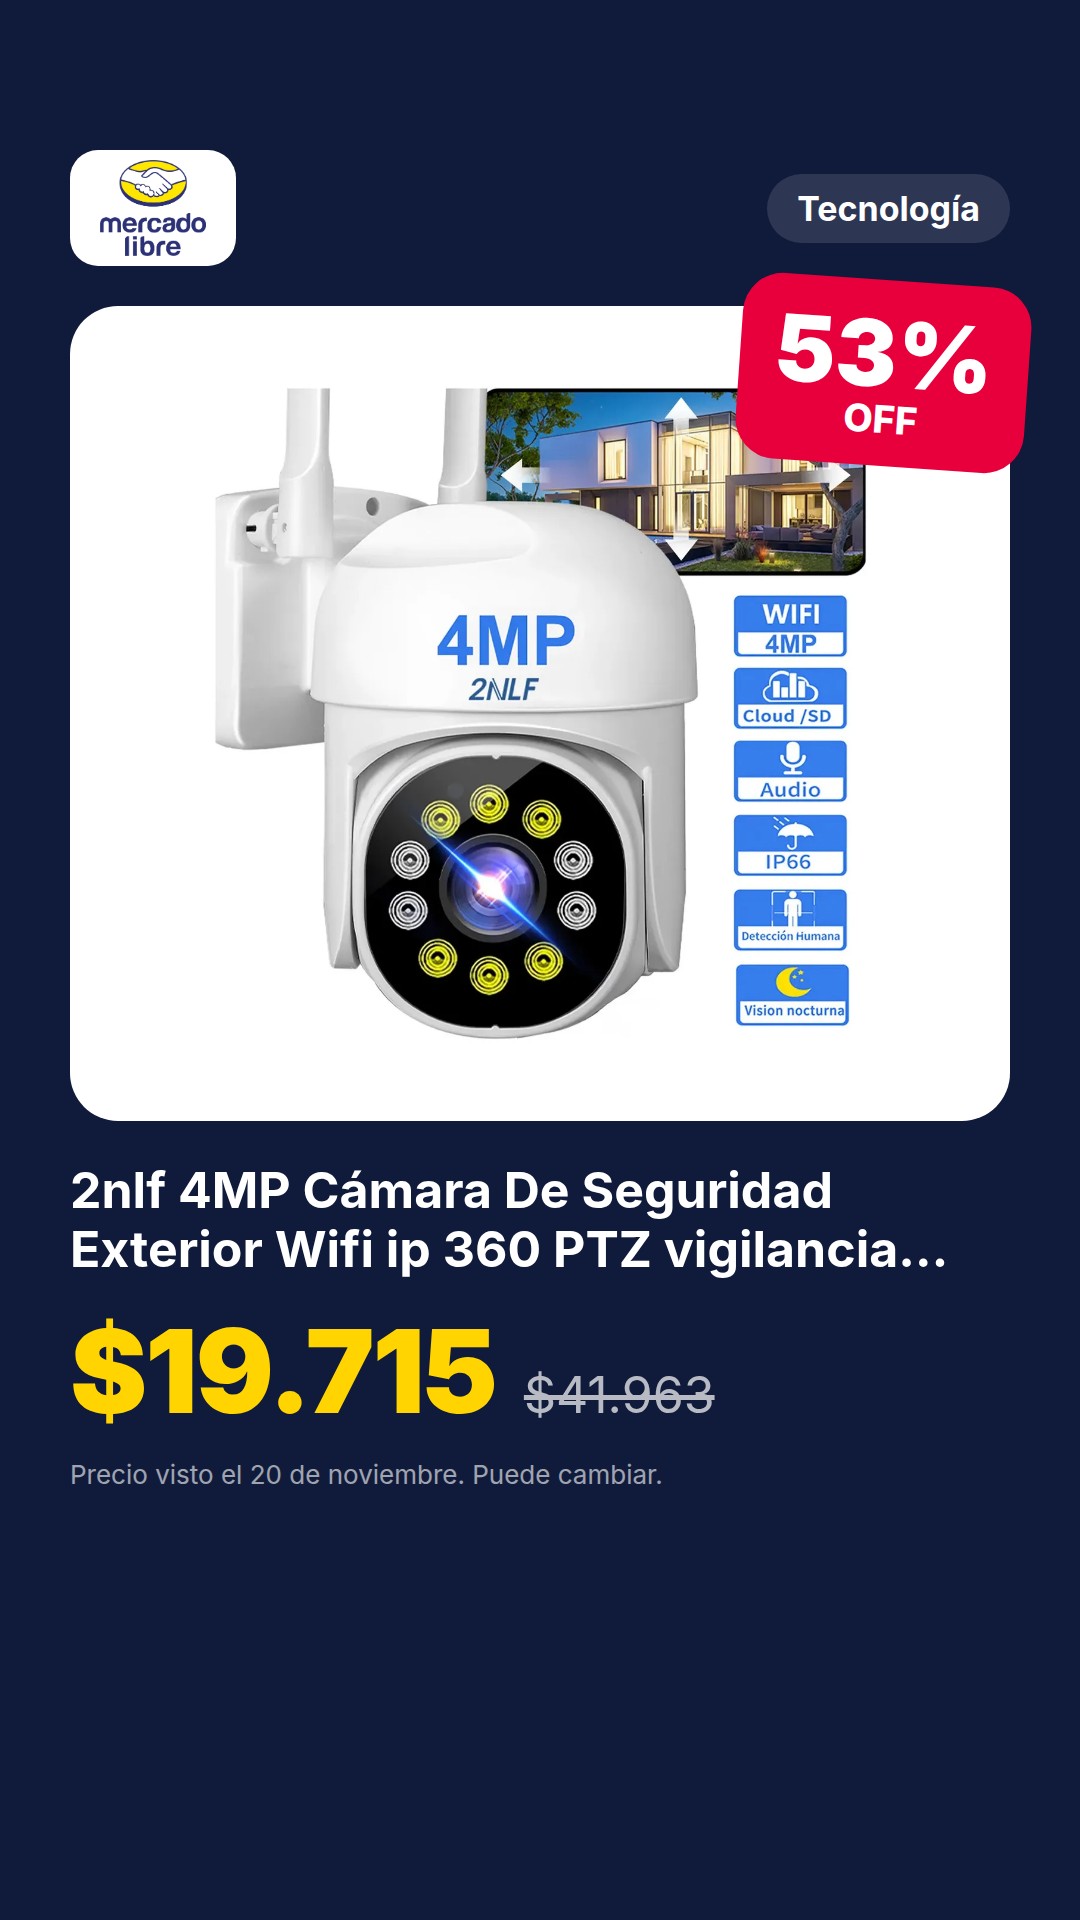 mercado
libre
Tecnología
53%
OFF
4MP
2NLF
WIFI
4MP
Cloud /SD
Audio
IP66
Detección Humana
Vision nocturna
2nlf 4MP Cámara De Seguridad
Exterior Wifi ip 360 PTZ vigilancia...
$19.715 $41.963
Precio visto el 20 de noviembre. Puede cambiar.